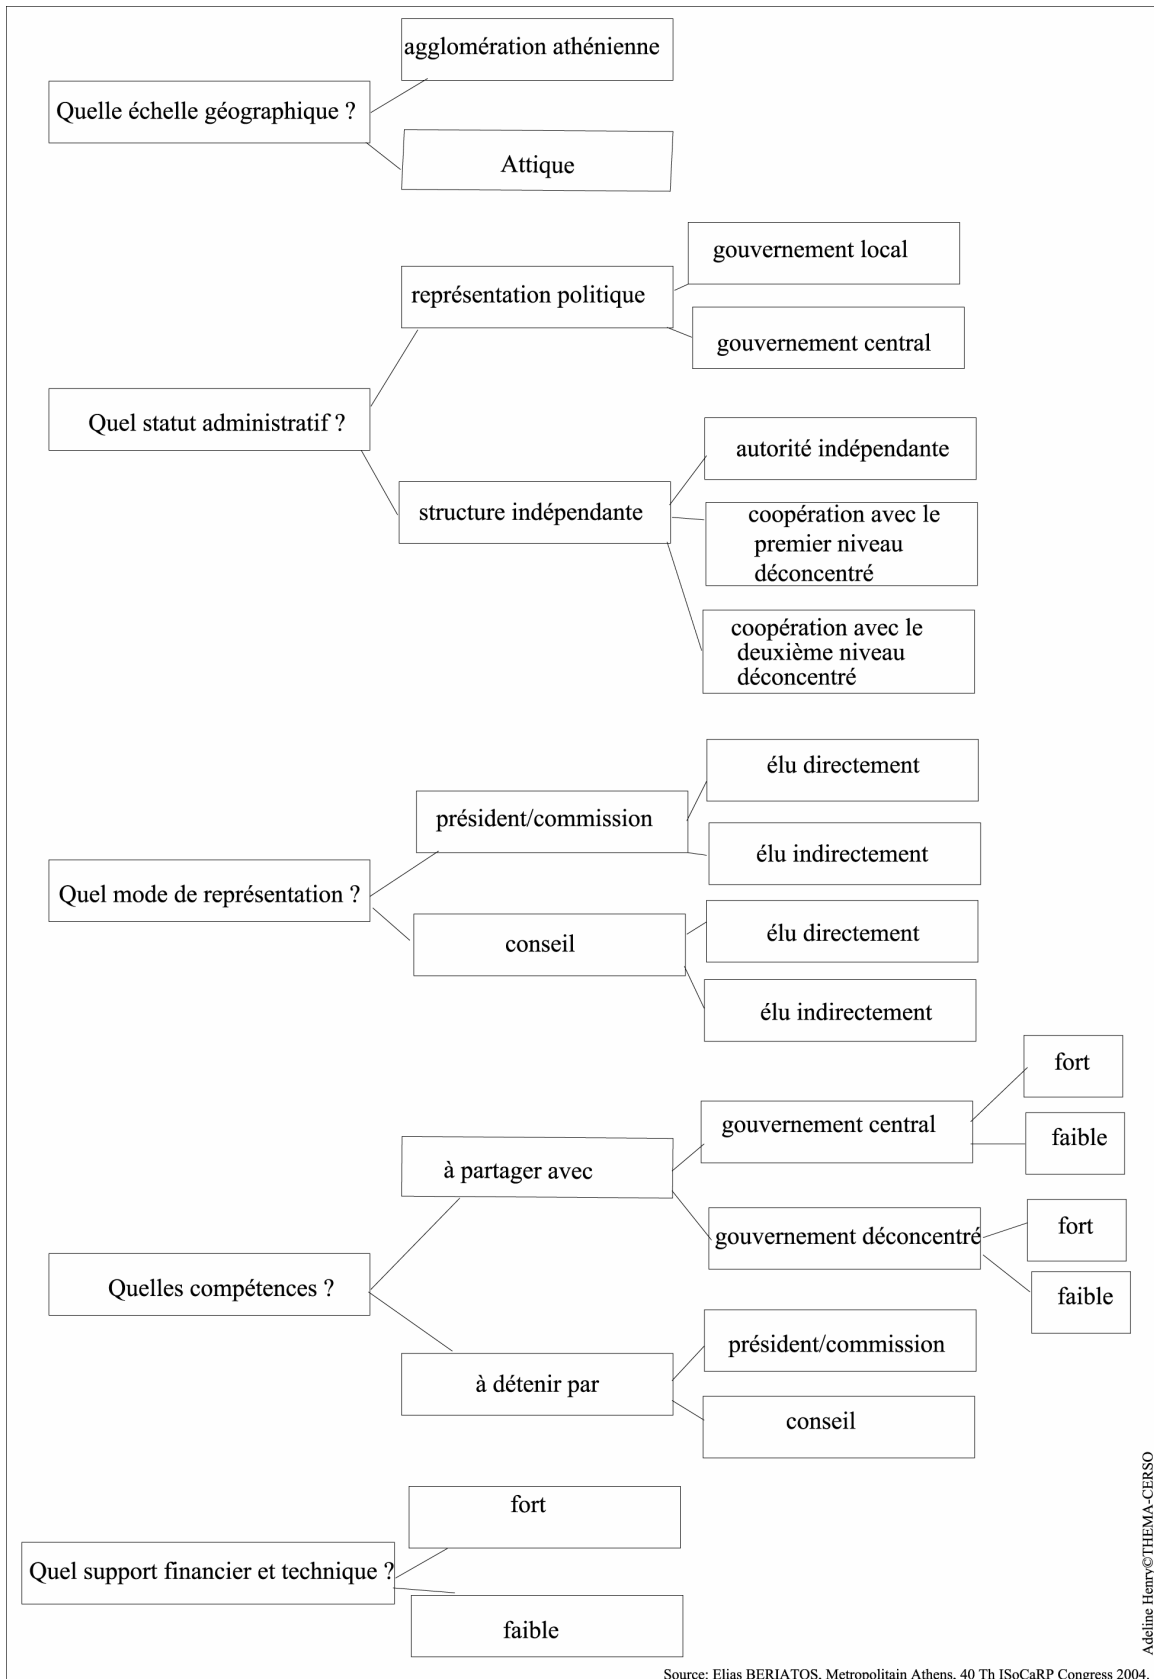 agglomération athénienne
Quelle échelle géographique ?
Attique
gouvernement local
représentation politique
gouvernement central
Quel statut administratif ?
autorité indépendante
structure indépendante
coopération avec le
premier niveau
déconcentré
coopération avec le
deuxième niveau
déconcentré
élu directement
président/commission
élu indirectement
Quel mode de représentation ?
élu directement
conseil
élu indirectement
fort
gouvernement central
faible
à partager avec
fort
gouvernement déconcentré
faible
Quelles compétences ?
président/commission
à détenir par
conseil
fort
Quel support financier et technique ?
faible
Adeline Henry©THEMA-CERSO
Source: Elias BERIATOS, Metropolitain Athens, 40 Th ISoCaRP Congress 2004.